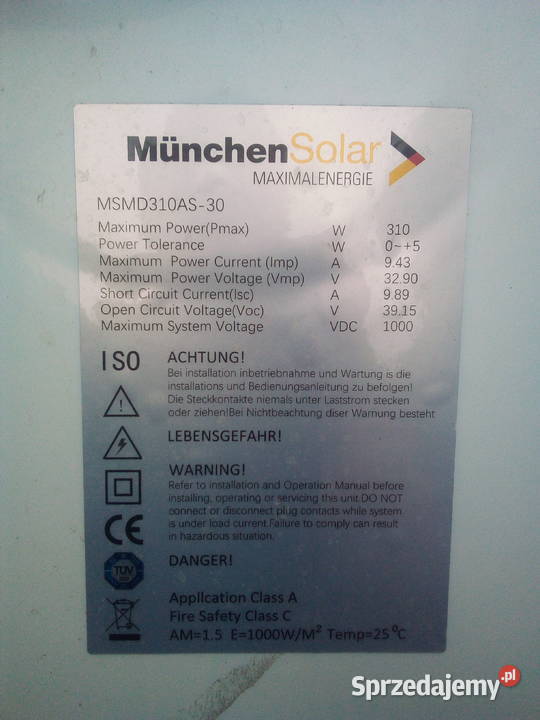 MünchenSolar
MAXIMALENERGIE
MSMD310AS-30
Maximum Power(Pmax) W 310
Power Tolerance W 0~+5
Maximum Power Current (Imp) A 9.43
Maximum Power Voltage (Vmp) V 32.90
Short Circuit Current(Isc) A 9.89
Open Circuit Voltage(Voc) V 39.15
Maximum System Voltage VDC 1000
ISO ACHTUNG!
Bei installation inbetriebnahme und Wartung is die
installations und Bedienungsanleitung zu befolgen!
Die Steckkontakte niemals unter Laststrom stecken
oder ziehen!Bei Nichtbeachtung diser Warnung besteht
LEBENSGEFAHR!
WARNING!
Refer to installation and Operation Manual before
installing, operating or servicing this unit.DO NOT
connect or disconnect plug contacts while system
is under load current.Failure to comply can result
in hazardous situation.
CE
TÜV
DANGER!
Application Class A
Fire Safety Class C
AM=1.5 E=1000W/M² Temp=25℃
Sprzedajemy.pl